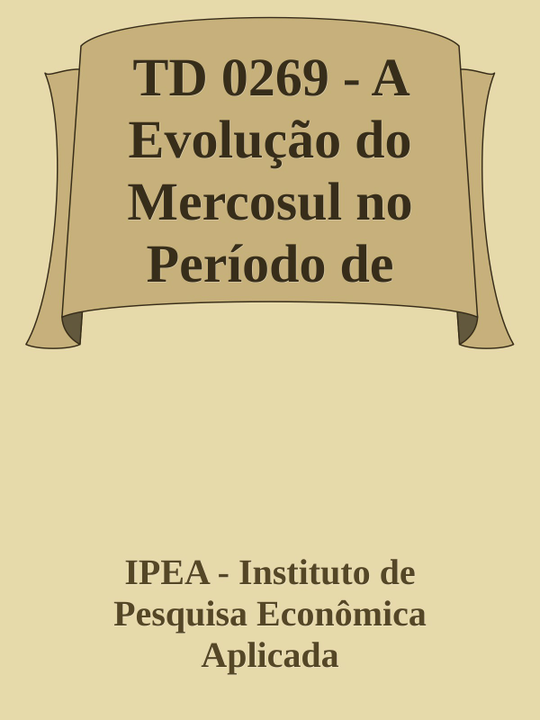 TD 0269 - A
Evolução do
Mercosul no
Período de
IPEA - Instituto de
Pesquisa Econômica
Aplicada